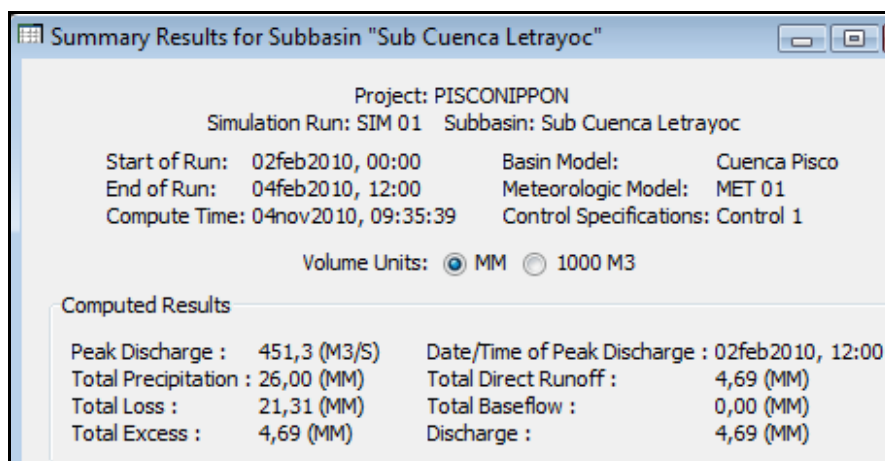 Summary Results for Subbasin "Sub Cuenca Letrayoc"
Project: PISCONIPPON
Simulation Run: SIM 01 Subbasin: Sub Cuenca Letrayoc
Start of Run: 02feb2010, 00:00 Basin Model: Cuenca Pisco
End of Run: 04feb2010, 12:00 Meteorologic Model: MET 01
Compute Time: 04nov2010, 09:35:39 Control Specifications: Control 1
Volume Units: MM 1000 M3
Computed Results
Peak Discharge : 451,3 (M3/S) Date/Time of Peak Discharge : 02feb2010, 12:00
Total Precipitation : 26,00 (MM) Total Direct Runoff : 4,69 (MM)
Total Loss : 21,31 (MM) Total Baseflow : 0,00 (MM)
Total Excess : 4,69 (MM) Discharge : 4,69 (MM)